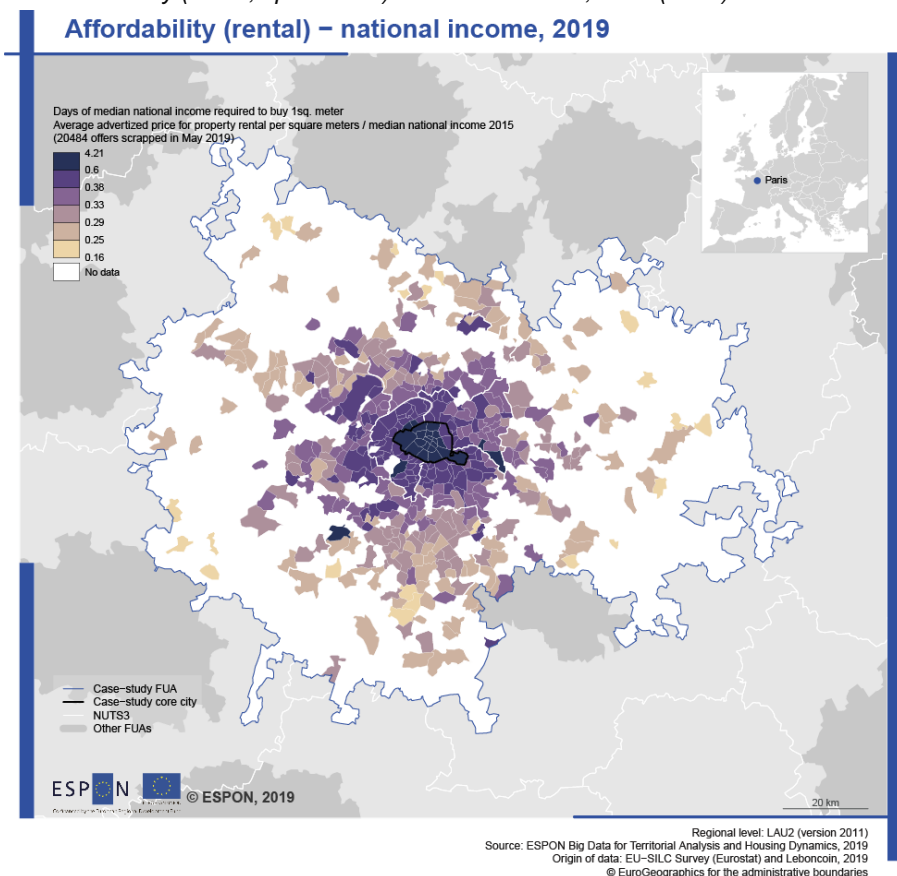 Affordability (rental) − national income, 2019
Days of median national income required to buy 1sq. meter
Average advertized price for property rental per square meters / median national income 2015
(20484 offers scrapped in May 2019)
4.21
0.6
0.38
0.33
0.29
0.25
0.16
No data
Paris
Case−study FUA
Case−study core city
NUTS3
Other FUAs
ESPON
© ESPON, 2019
20 km
Regional level: LAU2 (version 2011)
Source: ESPON Big Data for Territorial Analysis and Housing Dynamics, 2019
Origin of data: EU−SILC Survey (Eurostat) and Leboncoin, 2019
© EuroGeographics for the administrative boundaries